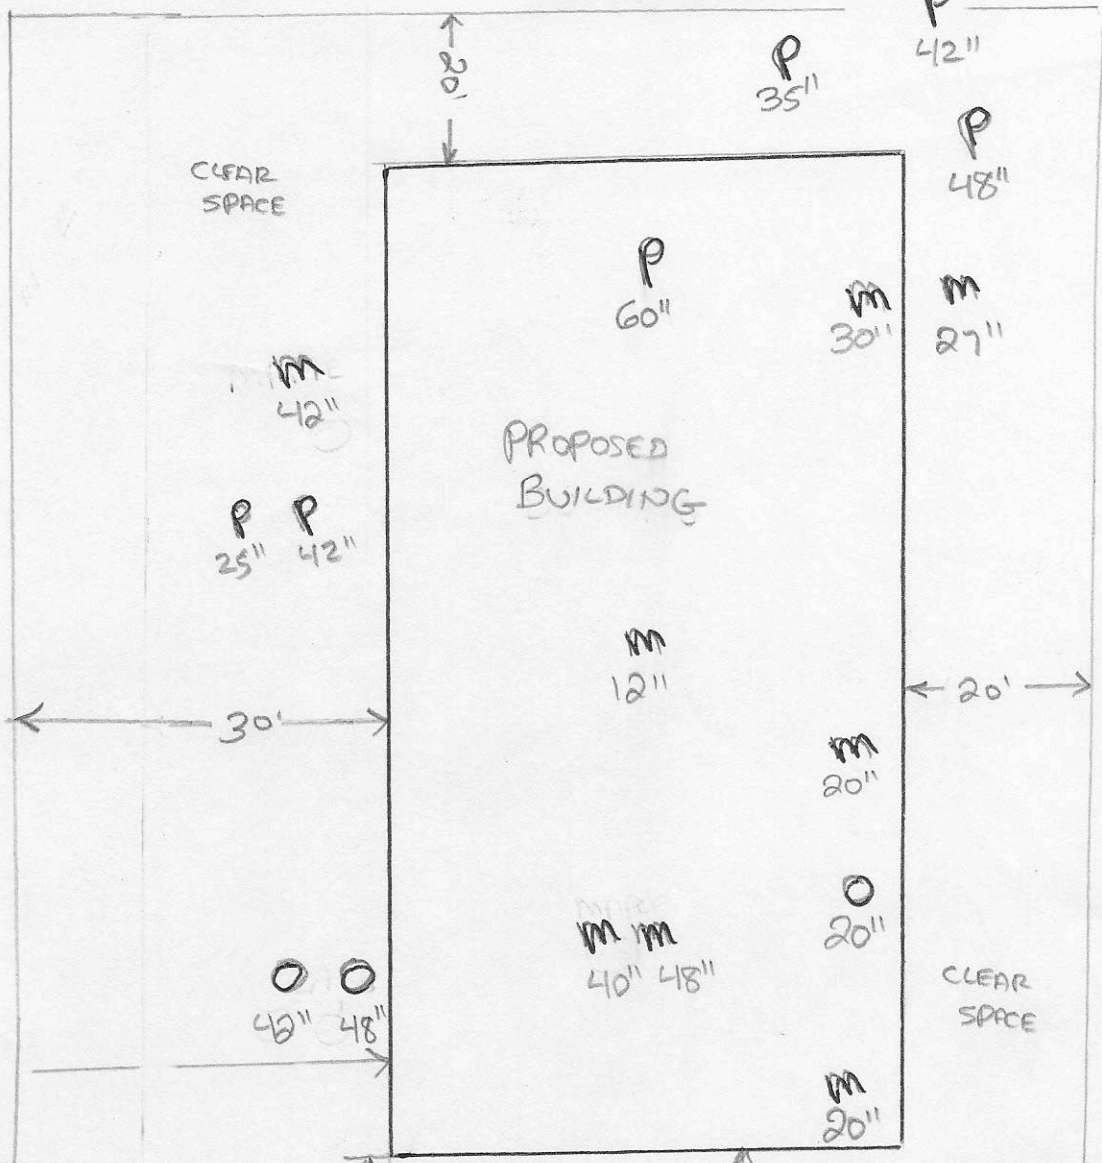 P
42"
P
35"
20'
P
48"
CLEAR
SPACE
P
60"
m
30"
m
27"
m
42"
PROPOSED
BUILDING
P P
25" 42"
m
12"
30'
20'
m
20"
O
20"
m m
40" 48"
O O
42" 48"
CLEAR
SPACE
m
20"